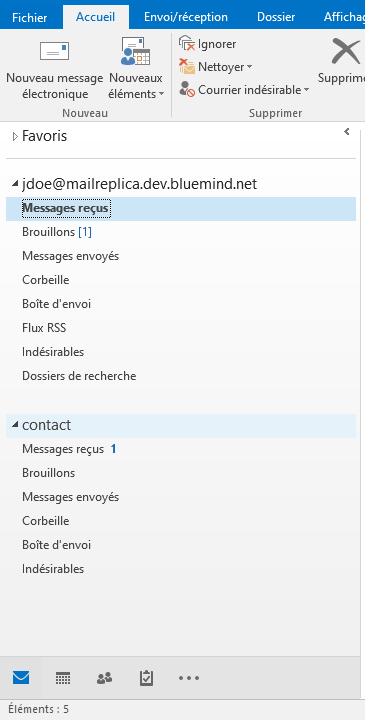 Fichier Accueil Envoi/réception Dossier Affichag
Nouveau message électronique
Nouveaux éléments
Ignorer
Nettoyer
Courrier indésirable
Supprime
Nouveau Supprimer
Favoris
jdoe@mailreplica.dev.bluemind.net
Messages reçus
Brouillons [1]
Messages envoyés
Corbeille
Boîte d'envoi
Flux RSS
Indésirables
Dossiers de recherche
contact
Messages reçus 1
Brouillons
Messages envoyés
Corbeille
Boîte d'envoi
Indésirables
Éléments : 5